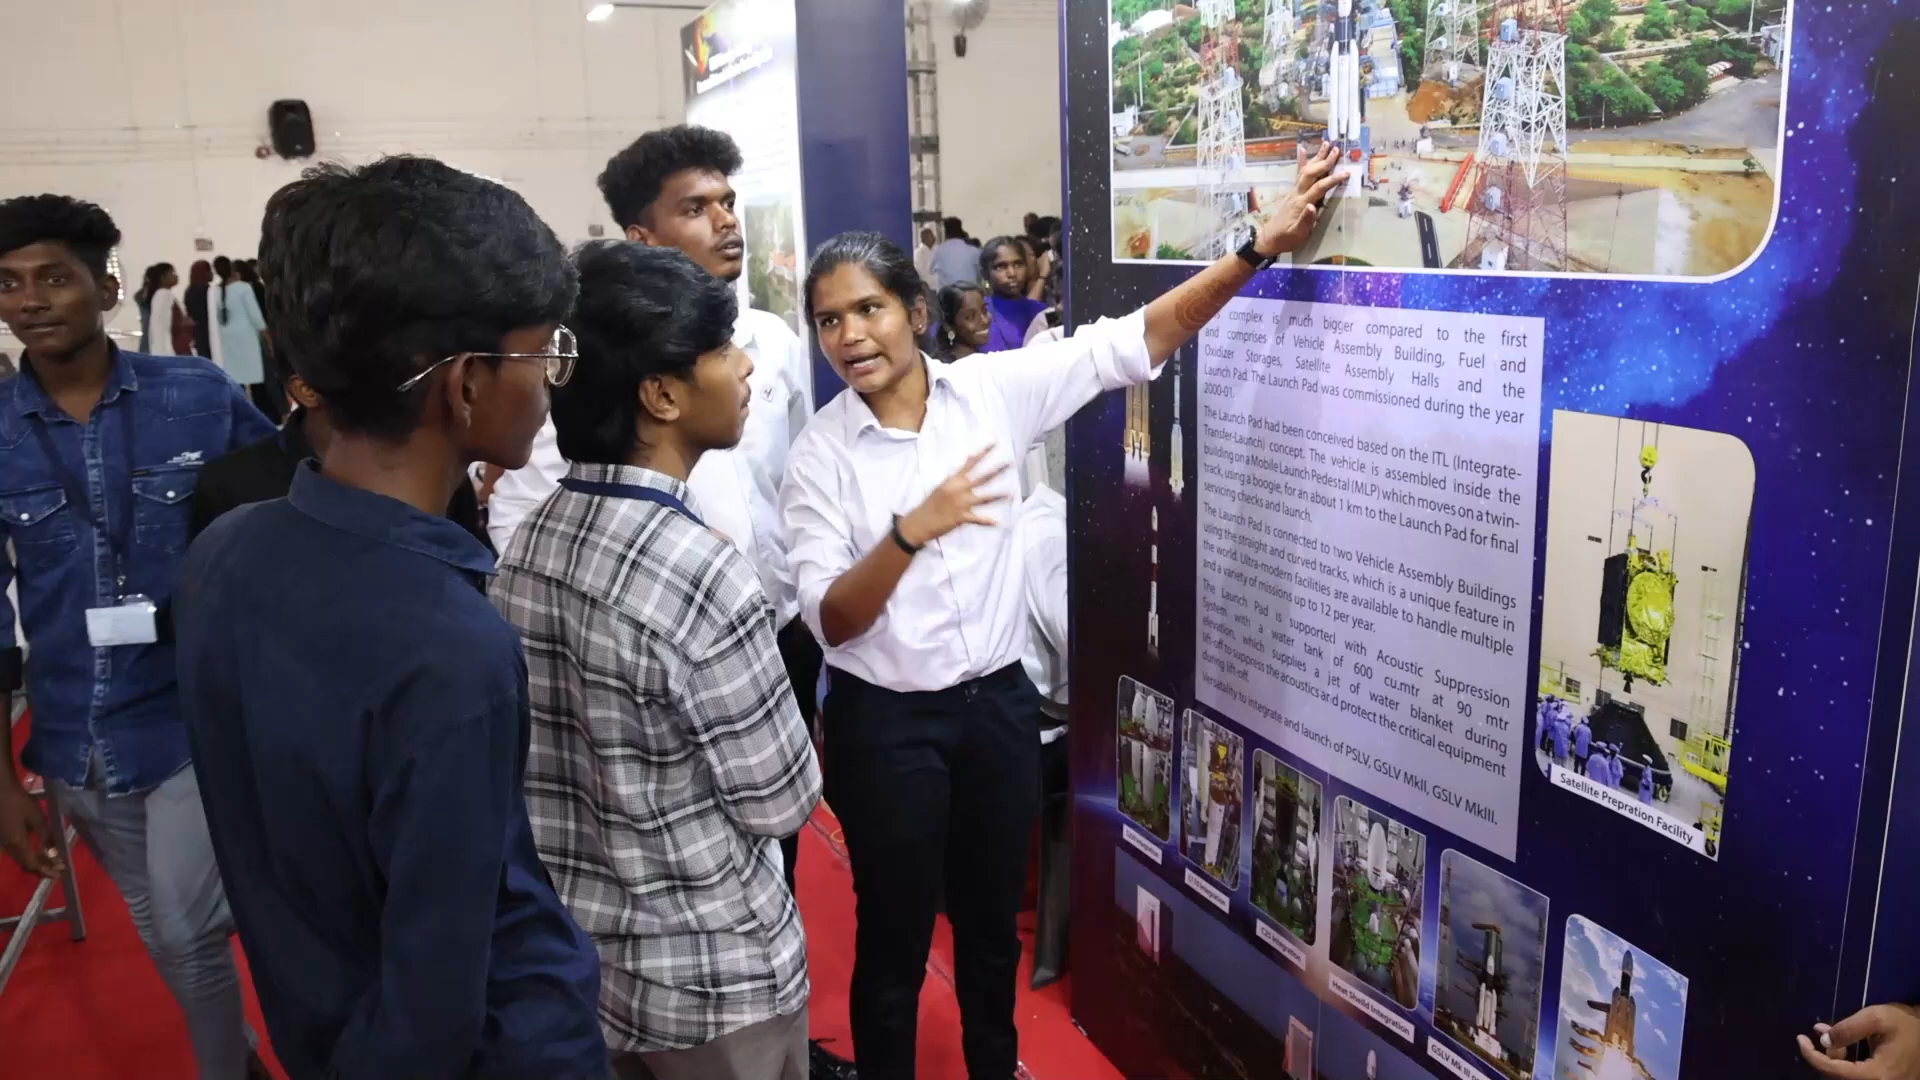 complex is much bigger compared to the first
and comprises of Vehicle Assembly Building, Fuel and
Oxidizer Storages, Satellite Assembly Halls and the
Launch Pad. The Launch Pad was commissioned during the year
2000-01.
The Launch Pad had been conceived based on the ITL (Integrate-
Transfer-Launch) concept. The vehicle is assembled inside the
building on a Mobile Launch Pedestal (MLP) which moves on a twin-
track, using a boogie, for an about 1 km to the Launch Pad for final
servicing checks and launch.
The Launch Pad is connected to two Vehicle Assembly Buildings
using the straight and curved tracks, which is a unique feature in
the world. Ultra-modern facilities are available to handle multiple
and a variety of missions up to 12 per year.
The Launch Pad is supported with Acoustic Suppression
System with a water tank of 600 cu.mtr at 90 mtr
elevation, which supplies a jet of water blanket during
lift-off to suppress the acoustics and protect the critical equipment
during lift-off.
Versatality to integrate and launch of PSLV, GSLV MkII, GSLV MkIII.
Satellite Prepration Facility
L110 Integration
C25 Integration
Heat Sheild Integration
GSLV Mk III